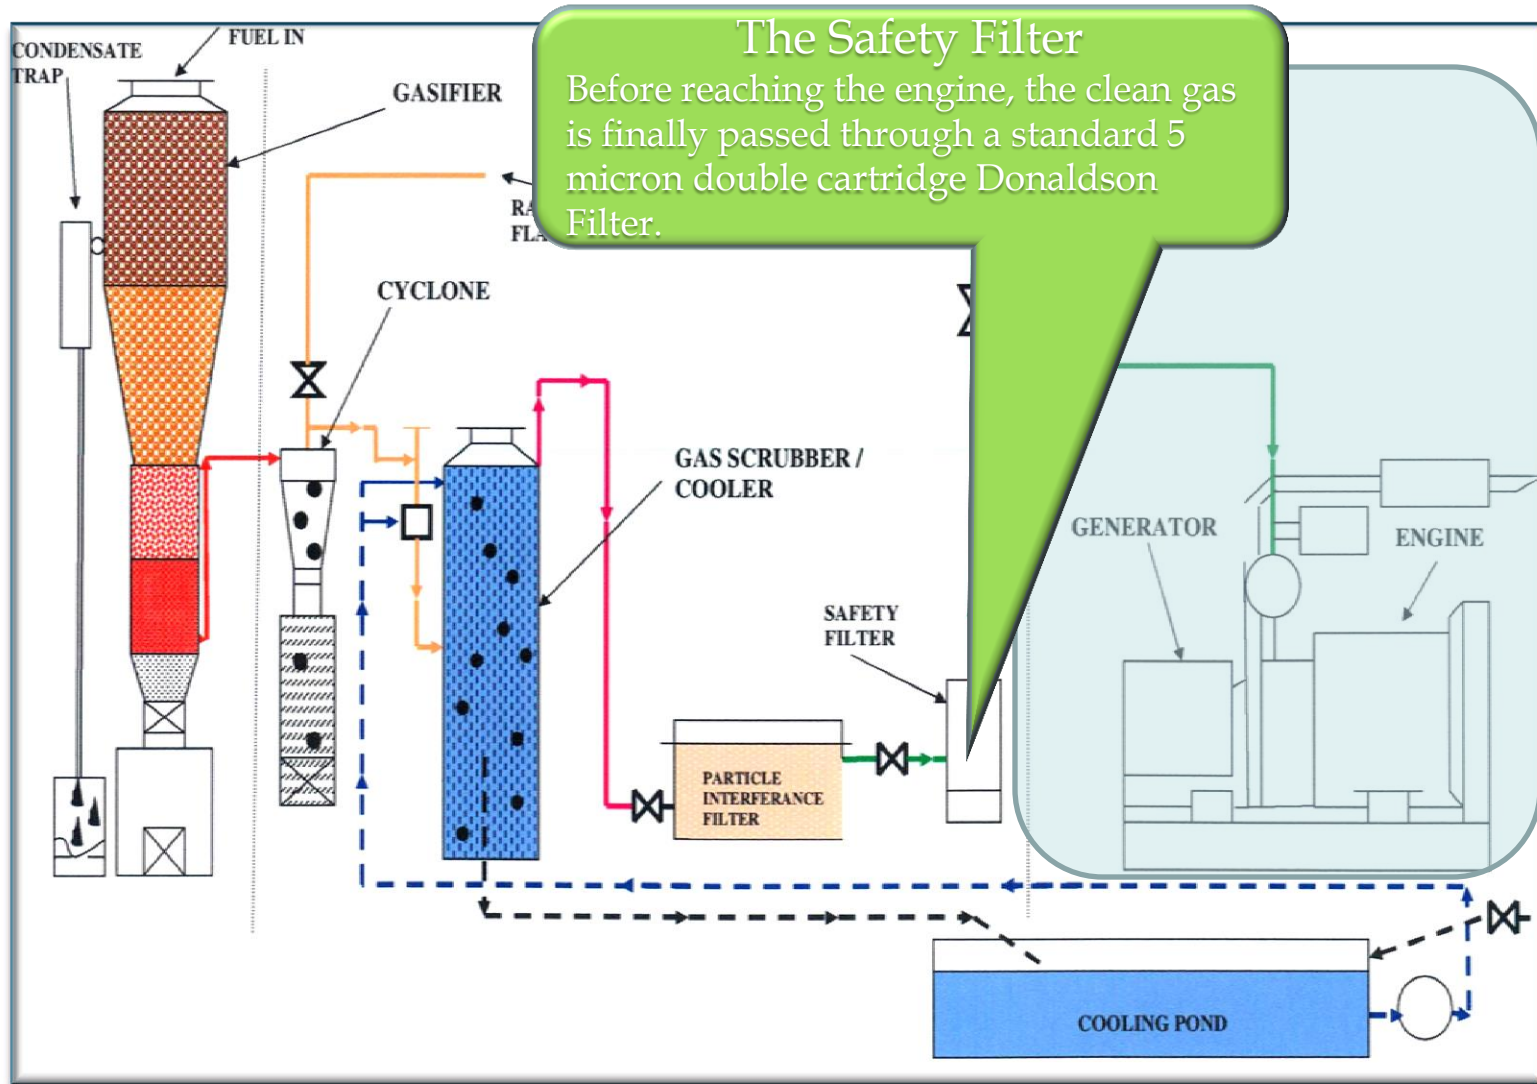 The Safety Filter
Before reaching the engine, the clean gas
is finally passed through a standard 5
micron double cartridge Donaldson
Filter.
FUEL IN
CONDENSATE
TRAP
GASIFIER
CYCLONE
GAS SCRUBBER /
COOLER
GENERATOR
ENGINE
SAFETY
FILTER
PARTICLE
INTERFERANCE
FILTER
COOLING POND